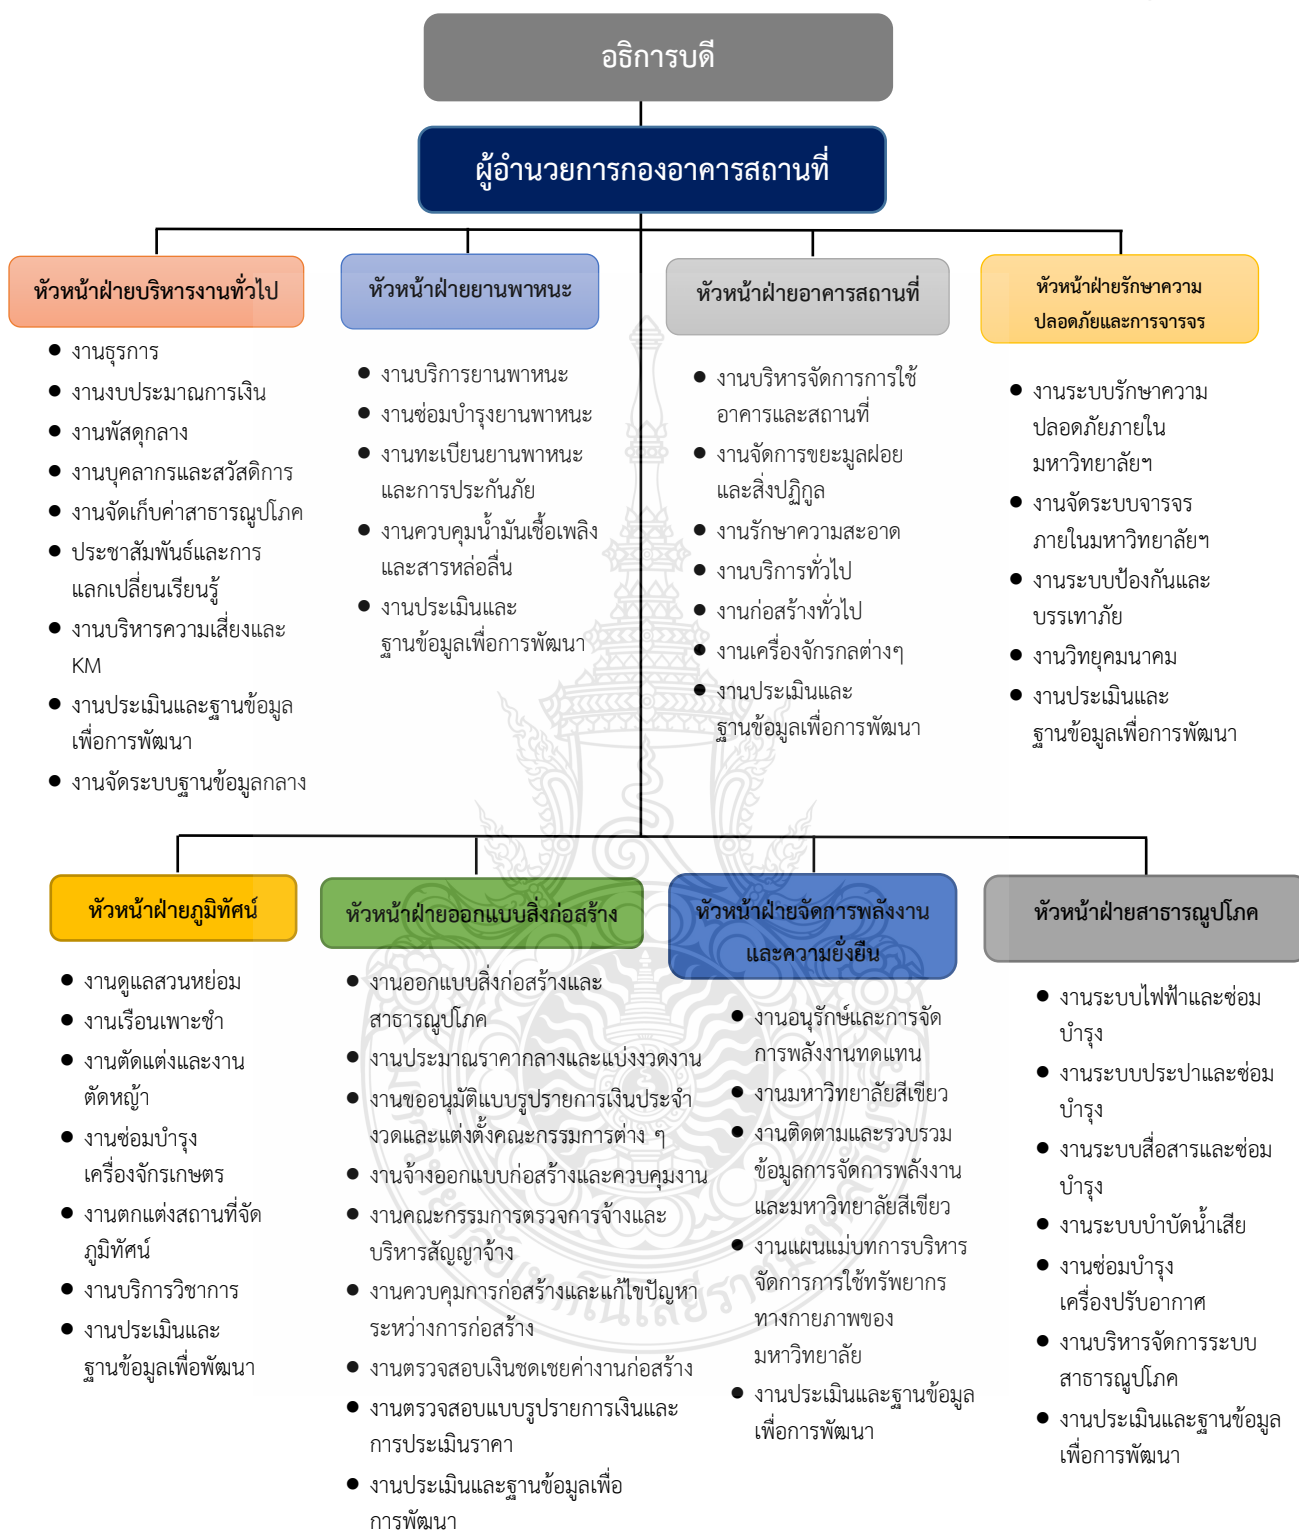 อธิการบดี
ผู้อำนวยการกองอาคารสถานที่
หัวหน้าฝ่ายบริหารงานทั่วไป
● งานธุรการ
● งานงบประมาณการเงิน
● งานพัสดุกลาง
● งานบุคลากรและสวัสดิการ
● งานจัดเก็บค่าสาธารณูปโภค
● ประชาสัมพันธ์และการ
แลกเปลี่ยนเรียนรู้
● งานบริหารความเสี่ยงและ
KM
● งานประเมินและฐานข้อมูล
เพื่อการพัฒนา
● งานจัดระบบฐานข้อมูลกลาง
หัวหน้าฝ่ายยานพาหนะ
● งานบริการยานพาหนะ
● งานซ่อมบำรุงยานพาหนะ
● งานทะเบียนยานพาหนะ
และการประกันภัย
● งานควบคุมน้ำมันเชื้อเพลิง
และสารหล่อลื่น
● งานประเมินและ
ฐานข้อมูลเพื่อการพัฒนา
หัวหน้าฝ่ายอาคารสถานที่
● งานบริหารจัดการการใช้
อาคารและสถานที่
● งานจัดการขยะมูลฝอย
และสิ่งปฏิกูล
● งานรักษาความสะอาด
● งานบริการทั่วไป
● งานก่อสร้างทั่วไป
● งานเครื่องจักรกลต่างๆ
● งานประเมินและ
ฐานข้อมูลเพื่อการพัฒนา
หัวหน้าฝ่ายรักษาความ
ปลอดภัยและการจารจร
● งานระบบรักษาความ
ปลอดภัยภายใน
มหาวิทยาลัยฯ
● งานจัดระบบจารจร
ภายในมหาวิทยาลัยฯ
● งานระบบป้องกันและ
บรรเทาภัย
● งานวิทยุคมนาคม
● งานประเมินและ
ฐานข้อมูลเพื่อการพัฒนา
หัวหน้าฝ่ายภูมิทัศน์
● งานดูแลสวนหย่อม
● งานเรือนเพาะชำ
● งานตัดแต่งและงาน
ตัดหญ้า
● งานซ่อมบำรุง
เครื่องจักรเกษตร
● งานตกแต่งสถานที่จัด
ภูมิทัศน์
● งานบริการวิชาการ
● งานประเมินและ
ฐานข้อมูลเพื่อพัฒนา
หัวหน้าฝ่ายออกแบบสิ่งก่อสร้าง
● งานออกแบบสิ่งก่อสร้างและ
สาธารณูปโภค
● งานประมาณราคากลางและแบ่งงวดงาน
● งานขออนุมัติแบบรูปรายการเงินประจำ
งวดและแต่งตั้งคณะกรรมการต่าง ๆ
● งานจ้างออกแบบก่อสร้างและควบคุมงาน
● งานคณะกรรมการตรวจการจ้างและ
บริหารสัญญาจ้าง
● งานควบคุมการก่อสร้างและแก้ไขปัญหา
ระหว่างการก่อสร้าง
● งานตรวจสอบเงินชดเชยค่างานก่อสร้าง
● งานตรวจสอบแบบรูปรายการเงินและ
การประเมินราคา
● งานประเมินและฐานข้อมูลเพื่อ
การพัฒนา
หัวหน้าฝ่ายจัดการพลังงาน
และความยั่งยืน
● งานอนุรักษ์และการจัด
การพลังงานทดแทน
● งานมหาวิทยาลัยสีเขียว
● งานติดตามและรวบรวม
ข้อมูลการจัดการพลังงาน
และมหาวิทยาลัยสีเขียว
● งานแผนแม่บทการบริหาร
จัดการการใช้ทรัพยากร
ทางกายภาพของ
มหาวิทยาลัย
● งานประเมินและฐานข้อมูล
เพื่อการพัฒนา
หัวหน้าฝ่ายสาธารณูปโภค
● งานระบบไฟฟ้าและซ่อม
บำรุง
● งานระบบประปาและซ่อม
บำรุง
● งานระบบสื่อสารและซ่อม
บำรุง
● งานระบบบำบัดน้ำเสีย
● งานซ่อมบำรุง
เครื่องปรับอากาศ
● งานบริหารจัดการระบบ
สาธารณูปโภค
● งานประเมินและฐานข้อมูล
เพื่อการพัฒนา